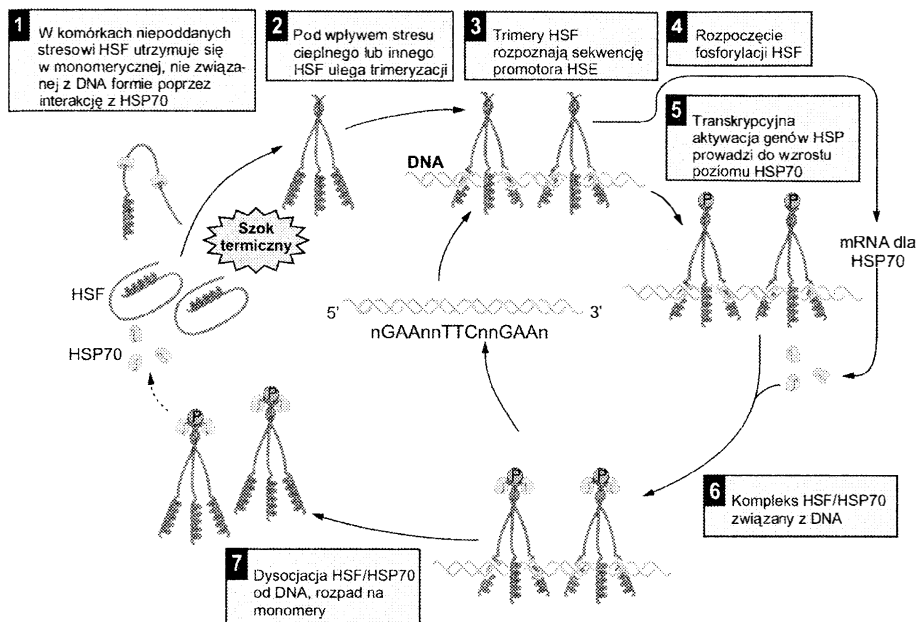 1
W komórkach niepoddanych
stresowi HSF utrzymuje się
w monomerycznej, nie związa-
nej z DNA formie poprzez
interakcję z HSP70
2
Pod wpływem stresu
cieplnego lub innego
HSF ulega trimeryzacji
3
Trimery HSF
rozpoznają sekwencję
promotora HSE
4
Rozpoczęcie
fosforylacji HSF
5
Transkrypcyjna
aktywacja genów HSP
prowadzi do wzrostu
poziomu HSP70
DNA
Szok
termiczny
P
P
mRNA dla
HSP70
HSF
5'
3'
nGAAnnTTCnnGAAn
HSP70
P
P
P
P
6
Kompleks HSF/HSP70
związany z DNA
7
Dysocjacja HSF/HSP70
od DNA, rozpad na
monomery